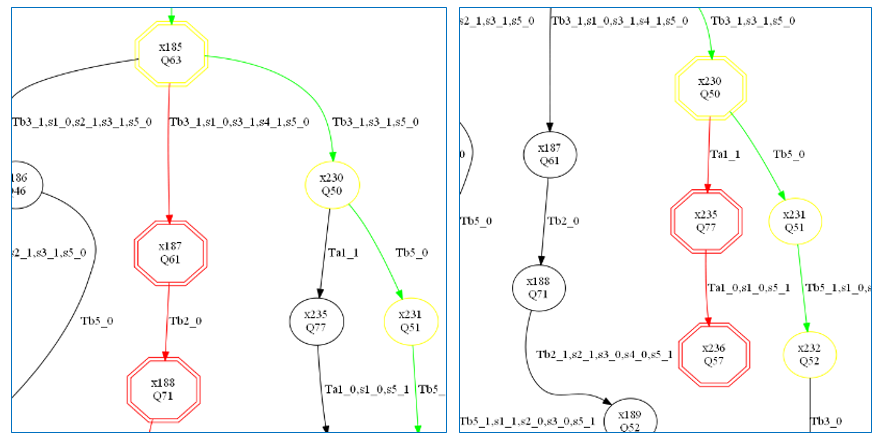 x185
Q63
Tb3_1,s1_0,s2_1,s3_1,s5_0
Tb3_1,s1_0,s3_1,s4_1,s5_0
Tb3_1,s3_1,s5_0
186
Q46
x230
Q50
s2_1,s3_1,s5_0
x187
Q61
Ta1_1
Tb5_0
Tb5_0
Tb2_0
x235
Q77
x231
Q51
x188
Q71
Ta1_0,s1_0,s5_1
Tb5_
s2_1,s3_1,s5_0
Tb3_1,s1_0,s3_1,s4_1,s5_0
Tb3_1,s3_1,s5_0
x230
Q50
0
x187
Q61
Ta1_1
Tb5_0
Tb5_0
Tb2_0
x235
Q77
x231
Q51
x188
Q71
Ta1_0,s1_0,s5_1
Tb5_1,s1_0,s
Tb2_1,s2_1,s3_0,s4_0,s5_1
x236
Q57
x232
Q52
Tb5_1,s1_1,s2_0,s3_0,s5_1
x189
Q52
Tb3_0